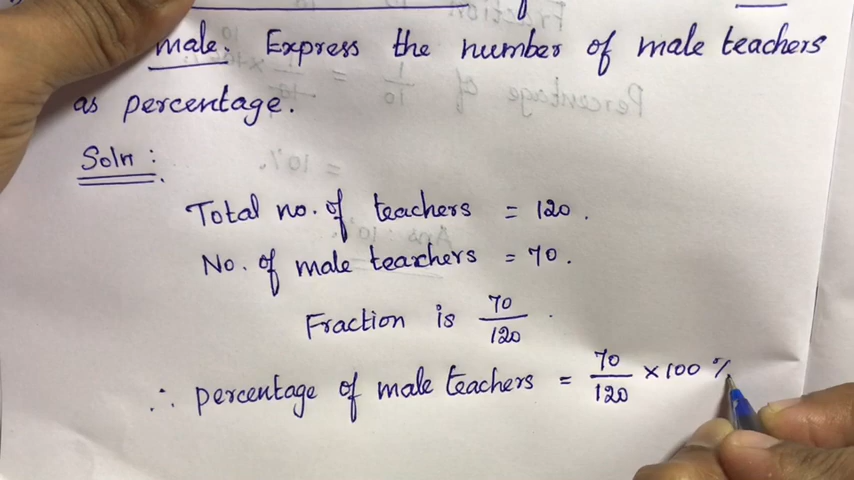 male. Express the number of male teachers
as percentage.
Soln :
Total no. of teachers = 120.
No. of male teachers = 70.
Fraction is 70/120.
∴ percentage of male teachers = 70/120 × 100 %